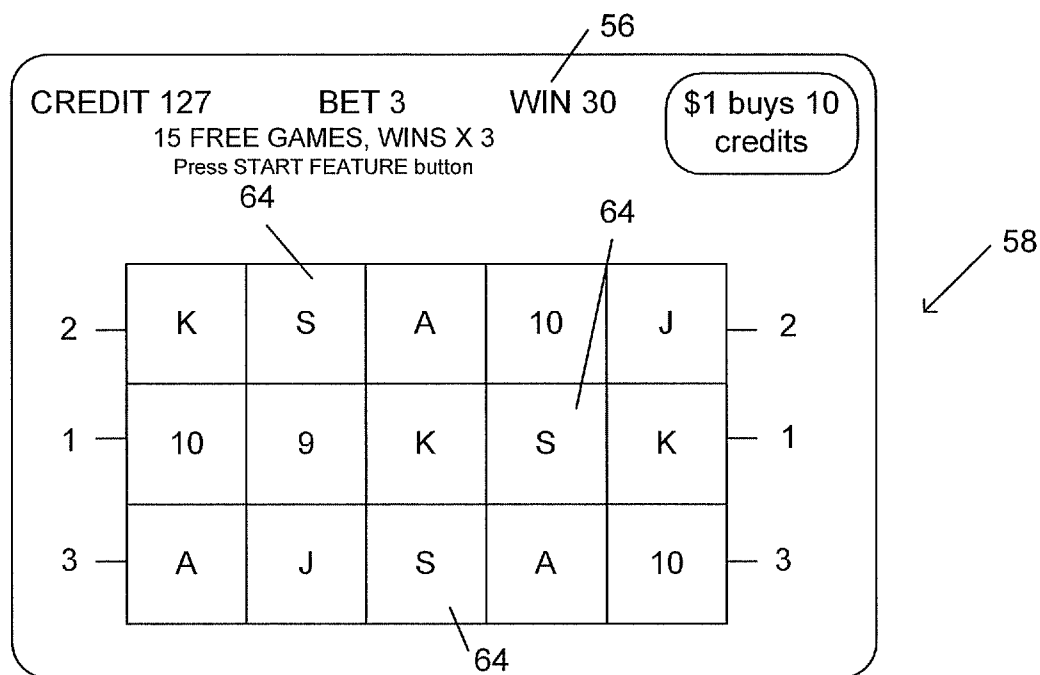 56
CREDIT 127 BET 3 WIN 30
$1 buys 10
credits
15 FREE GAMES, WINS X 3
Press START FEATURE button
64
64
58
2 K S A 10 J 2
1 10 9 K S K 1
3 A J S A 10 3
64